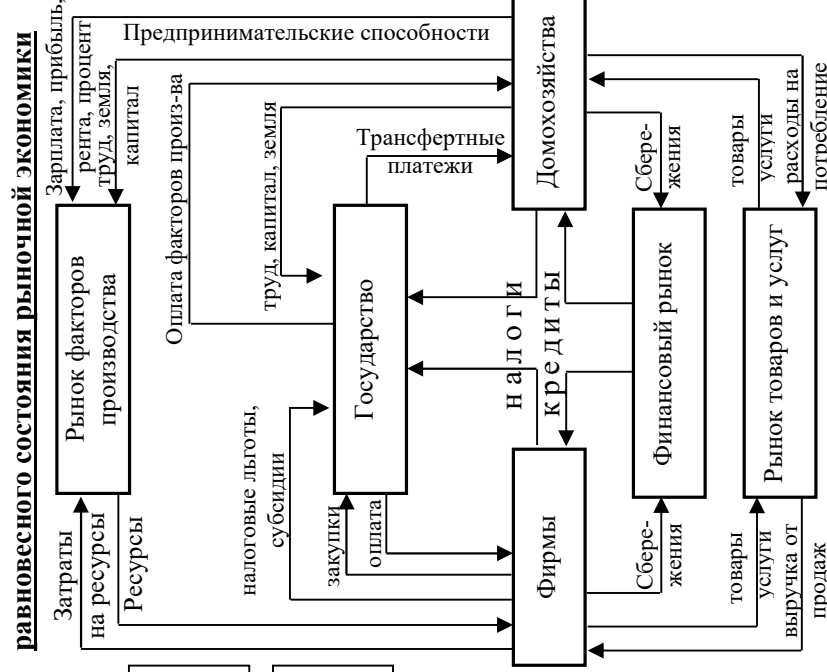 равновесного состояния рыночной экономики
Зарплата, прибыль,
рента, процент
труд, земля,
капитал
Предпринимательские способности
Рынок факторов
производства
Затраты
на ресурсы
Ресурсы
Оплата факторов произ-ва
труд, капитал, земля
Трансфертные
платежи
Государство
налоговые льготы,
субсидии
закупки
оплата
Домохозяйства
налоги
кредиты
Фирмы
Сбере-
жения
Финансовый рынок
Сбере-
жения
товары
услуги
расходы на
потребление
Рынок товаров и услуг
товары
услуги
выручка от
продаж